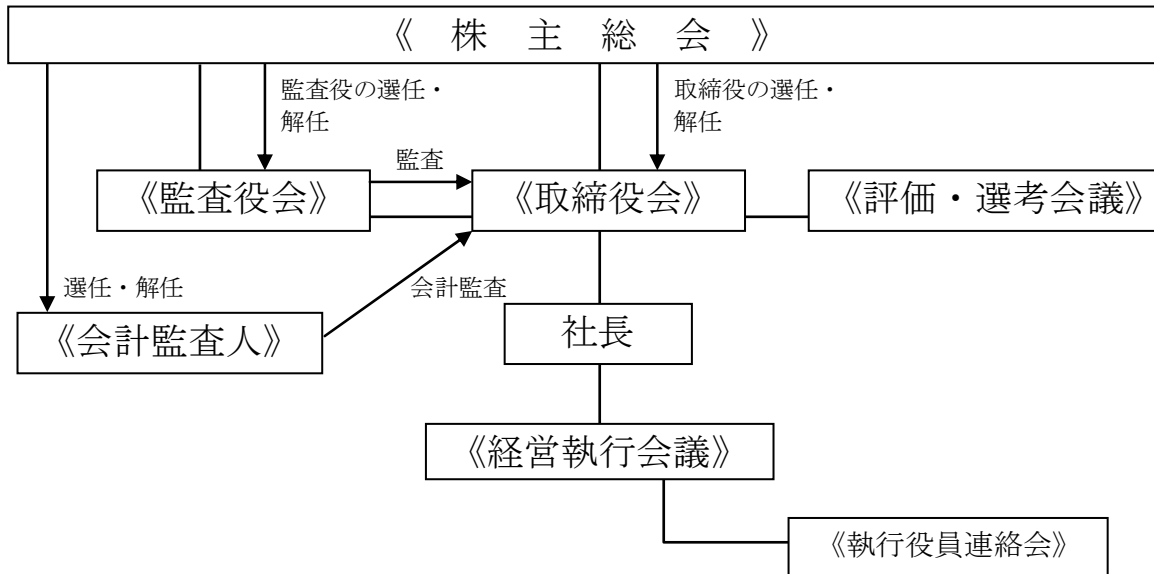 《 株 主 総 会 》
監査役の選任・
解任
取締役の選任・
解任
監査
《監査役会》
《取締役会》
《評価・選考会議》
選任・解任
会計監査
《会計監査人》
社長
《経営執行会議》
《執行役員連絡会》